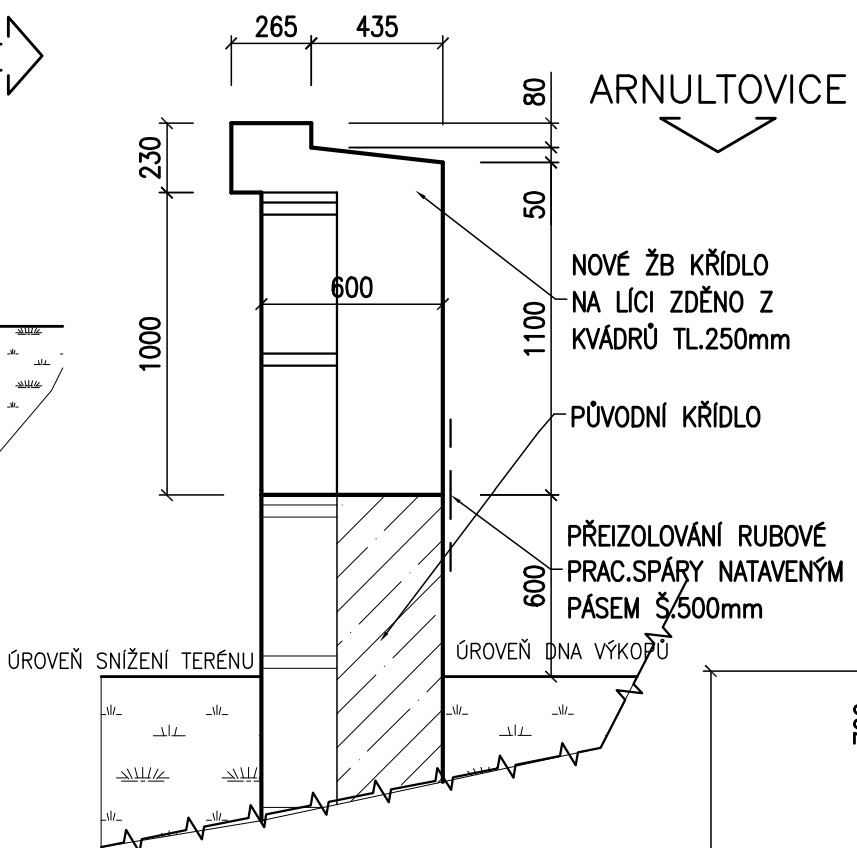 265
435
80
ARNULTOVICE
230
50
NOVÉ ŽB KŘÍDLO
NA LÍCI ZDĚNO Z
KVÁDRŮ TL.250mm
600
1100
1000
PŮVODNÍ KŘÍDLO
PŘEIZOLOVÁNÍ RUBOVÉ
PRAC.SPÁRY NATAVENÝM
PÁSEM Š.500mm
600
ÚROVEŇ SNÍŽENÍ TERÉNU
ÚROVEŇ DNA VÝKOPŮ